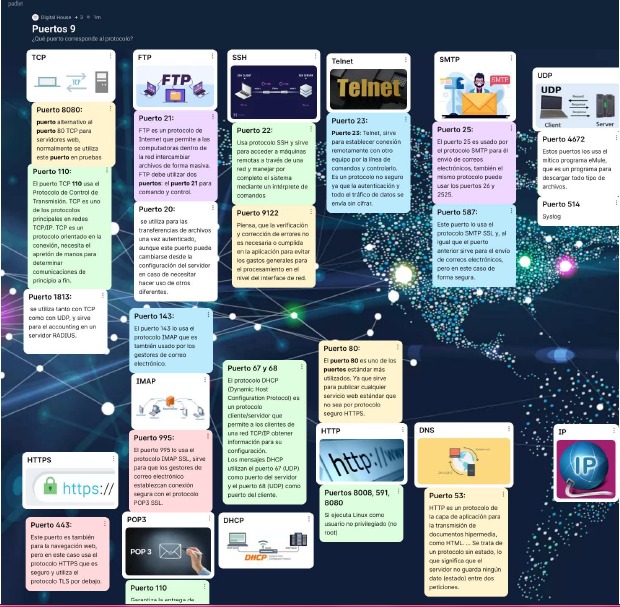 padlet
Digital House + 3 1m
Puertos 9
¿Qué puerto corresponde al protocolo?
TCP
TCP
IP
Puerto 8080:
puerto alternativo al
puerto 80 TCP para
servidores web,
normalmente se utiliza
este puerto en pruebas
Puerto 110:
El puerto TCP 110 usa el
Protocolo de Control de
Transmisión. TCP es uno
de los protocolos
principales en redes
TCP/IP. TCP es un
protocolo orientado en la
conexión, necesita el
apretón de manos para
determinar
comunicaciones de
principio a fin.
Puerto 1813:
se utiliza tanto con TCP
como con UDP, y sirve
para el accounting en un
servidor RADIUS.
HTTPS
https://
Puerto 443:
Este puerto es también
para la navegación web,
pero en este caso usa el
protocolo HTTPS que es
seguro y utiliza el
protocolo TLS por debajo.
FTP
FTP
Puerto 21:
FTP es un protocolo de
Internet que permite a las
computadoras dentro de
la red intercambiar
archivos de forma masiva.
FTP debe utilizar dos
puertos: el puerto 21 para
comando y control.
Puerto 20:
se utiliza para las
transferencias de archivos
una vez autenticado,
aunque este puerto puede
cambiarse desde la
configuración del servidor
en caso de necesitar
hacer uso de otros
diferentes.
Puerto 143:
El puerto 143 lo usa el
protocolo IMAP que es
también usado por los
gestores de correo
electrónico.
IMAP
Puerto 995:
El puerto 995 lo usa el
protocolo IMAP SSL, sirve
para que los gestores de
correo electrónico
establezcan conexión
segura con el protocolo
POP3 SSL.
POP3
POP 3
Puerto 110
Garantiza la entrega de
SSH
Puerto 22:
Usa protocolo SSH y sirve
para acceder a máquinas
remotas a través de una
red y manejar por
completo el sistema
mediante un intérprete de
comandos
Puerto 9122
Piensa, que la verificación
y corrección de errores no
es necesaria o cumplida
en la aplicación para evitar
los gastos generales para
el procesamiento en el
nivel del interface de red.
Puerto 67 y 68
El protocolo DHCP
(Dynamic Host
Configuration Protocol) es
un protocolo
cliente/servidor que
permite a los clientes de
una red TCP/IP obtener
información para su
configuración.
Los mensajes DHCP
utilizan el puerto 67 (UDP)
como puerto del servidor
y el puerto 68 (UDP) como
puerto del cliente.
DHCP
DHCP
Telnet
Telnet
Puerto 23:
Puerto 23: Telnet, sirve
para establecer conexión
remotamente con otro
equipo por la línea de
comandos y controlarlo.
Es un protocolo no seguro
ya que la autenticación y
todo el tráfico de datos se
envía sin cifrar.
Puerto 80:
El puerto 80 es uno de los
puertos estándar más
utilizados. Ya que sirve
para publicar cualquier
servicio web estándar que
no sea por protocolo
seguro HTTPS.
HTTP
http://www
Puertos 8008, 591,
8080
Si ejecuta Linux como
usuario no privilegiado (no
root)
SMTP
SMTP
Puerto 25:
El puerto 25 es usado por
el protocolo SMTP para el
envío de correos
electrónicos, también el
mismo protocolo puede
usar los puertos 26 y
2525.
Puerto 587:
Este puerto lo usa el
protocolo SMTP SSL y, al
igual que el puerto
anterior sirve para el envío
de correos electrónicos,
pero en este caso de
forma segura.
DNS
Puerto 53:
HTTP es un protocolo de
la capa de aplicación para
la transmisión de
documentos hipermedia,
como HTML. ... Se trata de
un protocolo sin estado, lo
que significa que el
servidor no guarda ningún
dato (estado) entre dos
peticiones.
UDP
UDP
Client
Server
Puerto 4672
Estos puertos los usa el
mítico programa eMule,
que es un programa para
descargar todo tipo de
archivos.
Puerto 514
Syslog
IP
IP